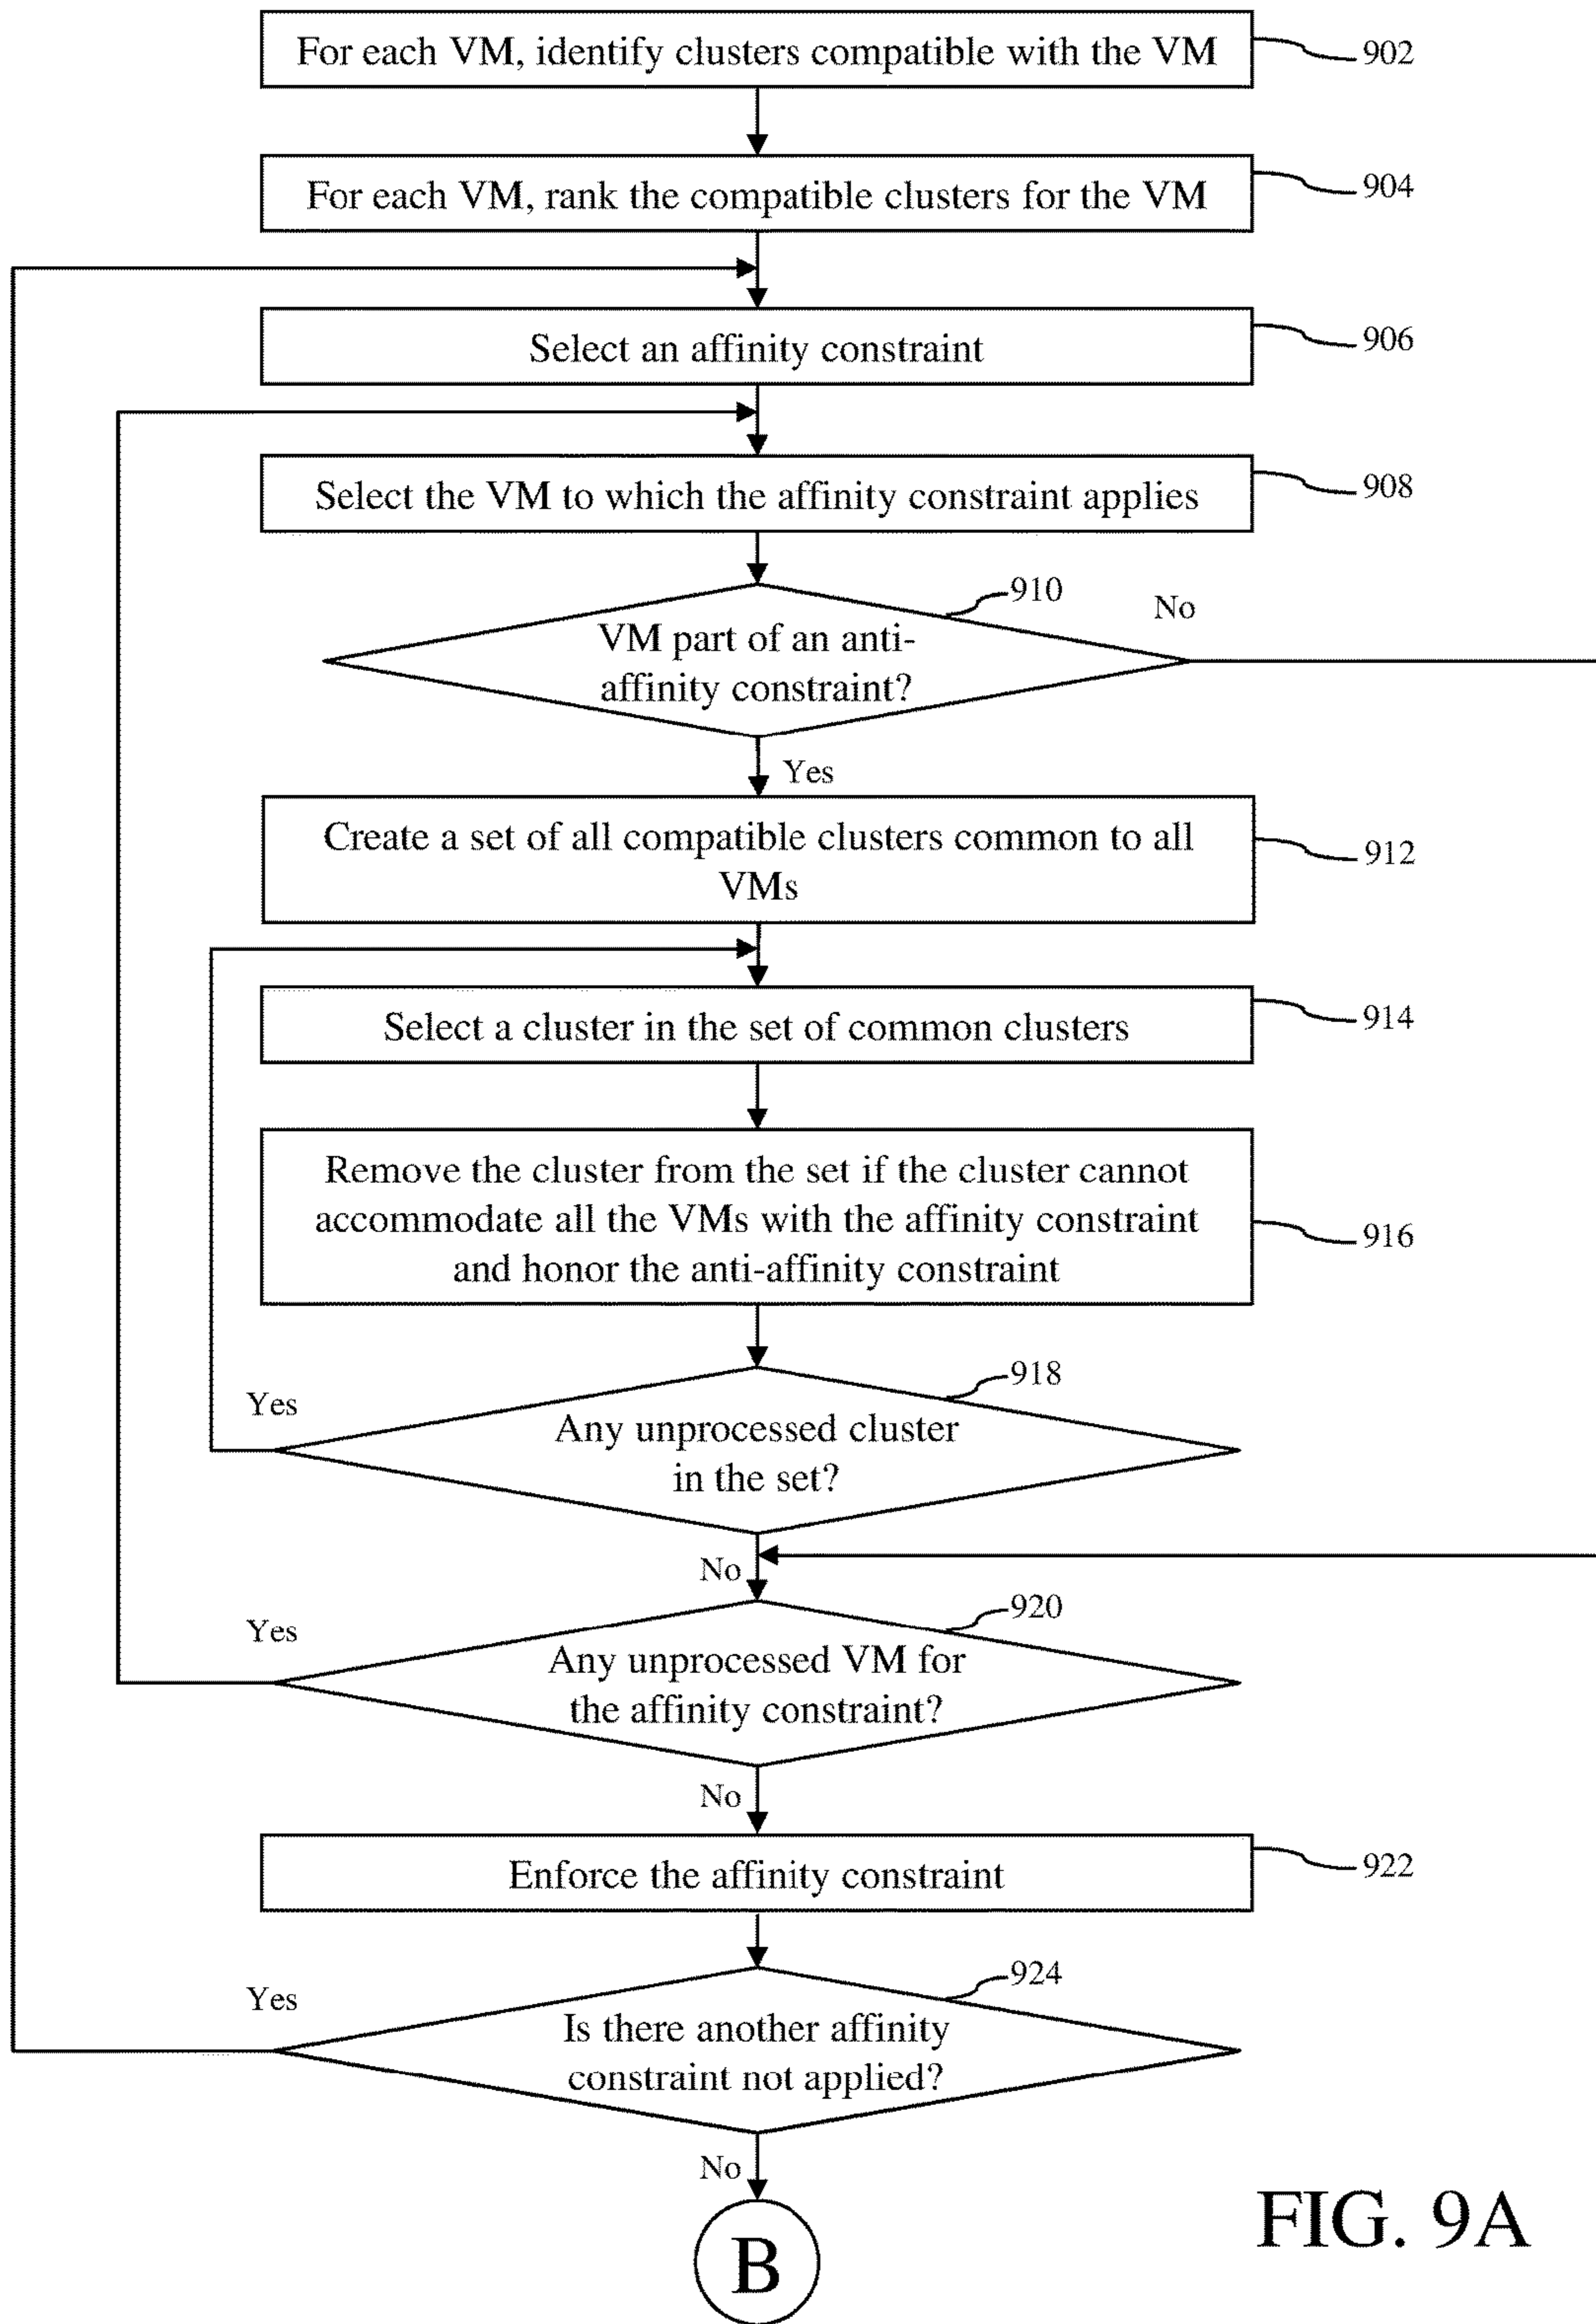 For each VM, identify clusters compatible with the VM
902
For each VM, rank the compatible clusters for the VM
904
Select an affinity constraint
906
Select the VM to which the affinity constraint applies
908
910
No
VM part of an anti-
affinity constraint?
Yes
Create a set of all compatible clusters common to all
VMs
912
Select a cluster in the set of common clusters
914
Remove the cluster from the set if the cluster cannot
accommodate all the VMs with the affinity constraint
and honor the anti-affinity constraint
916
918
Yes
Any unprocessed cluster
in the set?
No
920
Yes
Any unprocessed VM for
the affinity constraint?
No
Enforce the affinity constraint
922
924
Yes
Is there another affinity
constraint not applied?
No
B
FIG. 9A